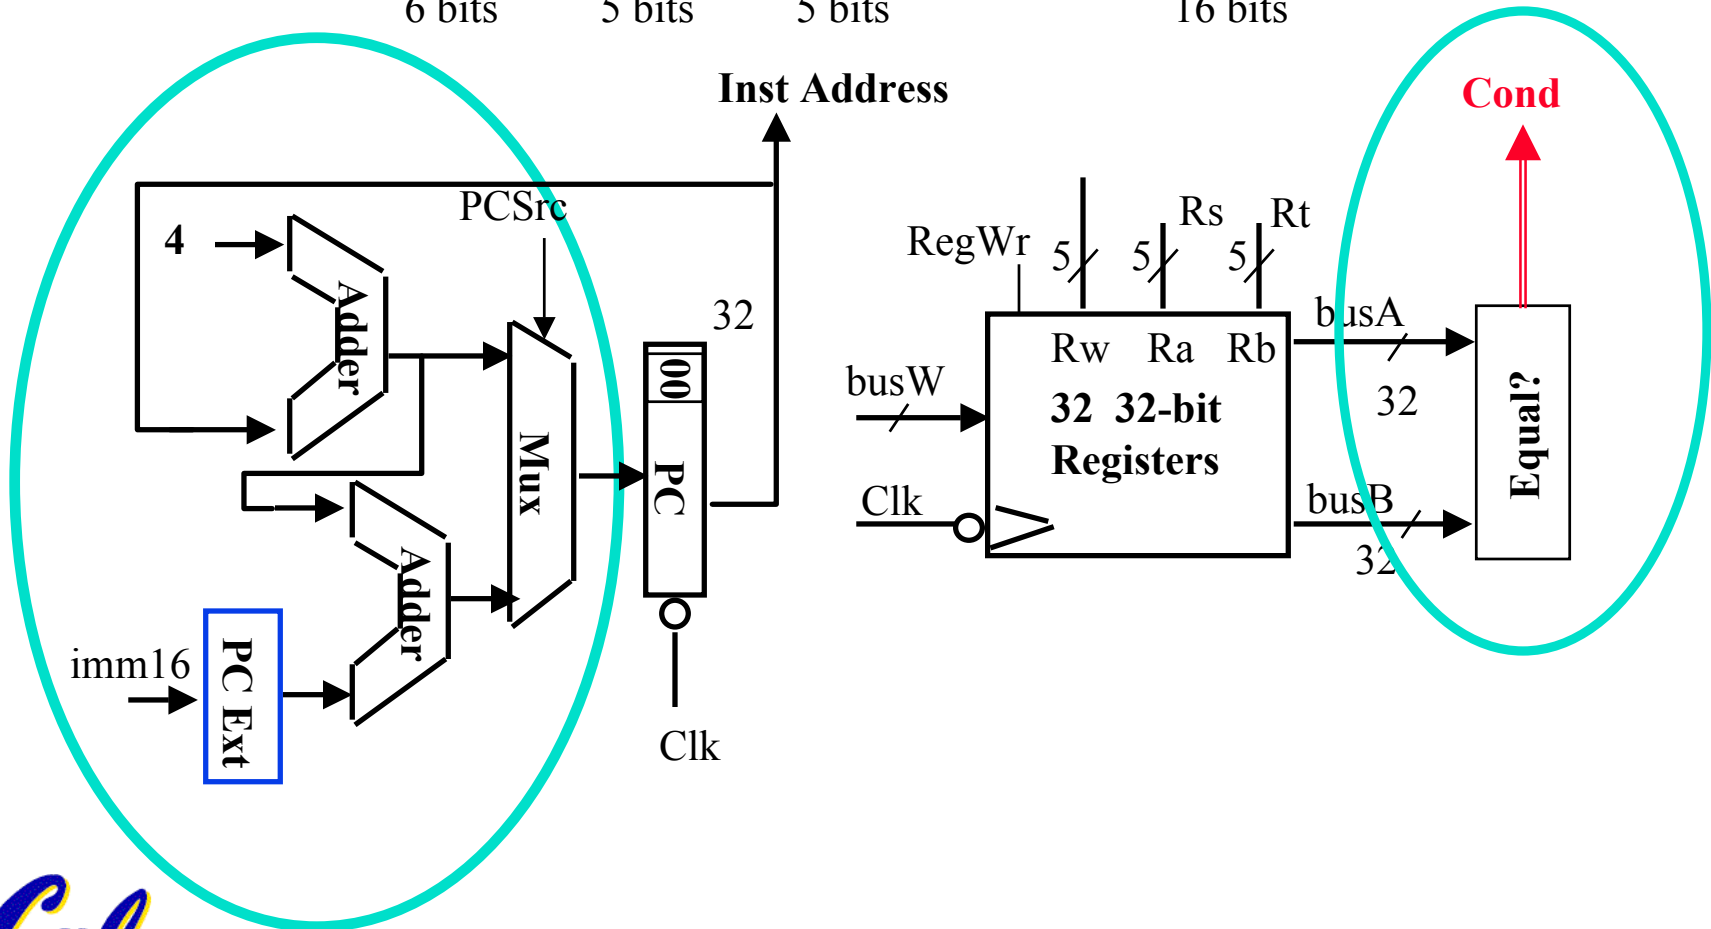 6 bits 5 bits 5 bits 16 bits
Inst Address
Cond
PCSrc
4
Adder
32
RegWr
5
5
Rs
5
Rt
busA
32
Rw Ra Rb
busW
32 32-bit
Registers
Equal?
00
PC
Mux
Clk
busB
32
Adder
imm16
PC Ext
Clk
Cal